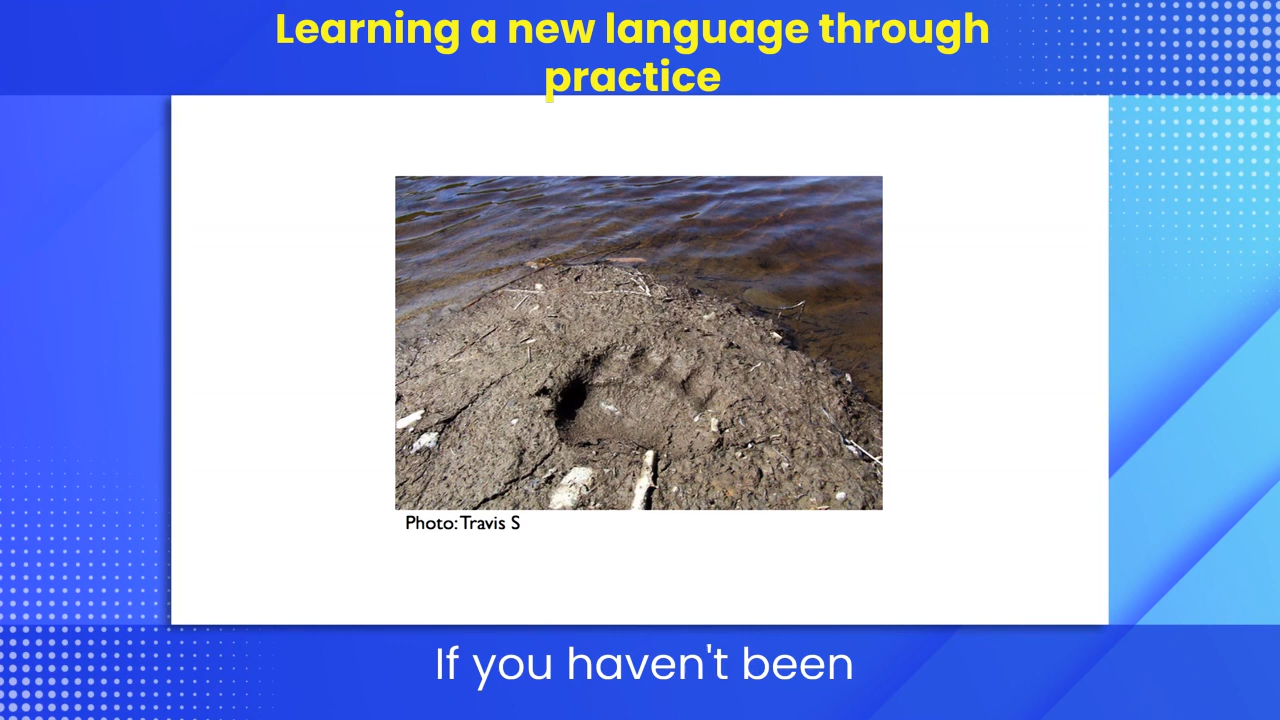 Learning a new language through
practice
Photo: Travis S
If you haven't been